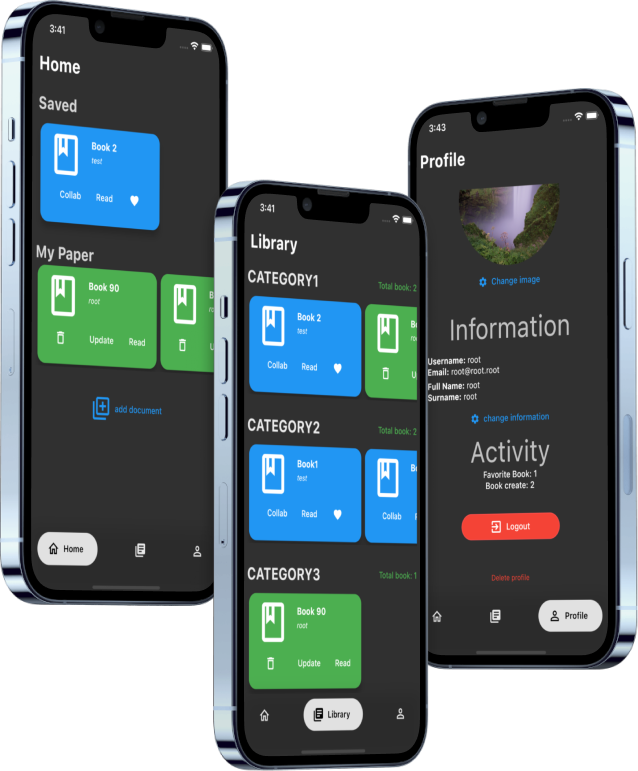 3:41
Home
Saved
Book 2
test
Collab Read
My Paper
Book 90
root
Update Read
add document
Home
3:41
Library
CATEGORY1
Total book: 2
Book 2
test
Collab Read
CATEGORY2
Total book: 2
Book1
test
Collab Read
Collab
CATEGORY3
Total book: 1
Book 90
root
Update Read
Library
3:43
Profile
Change image
Information
Username: root
Email: root@root.root
Full Name: root
Surname: root
change information
Activity
Favorite Book: 1
Book create: 2
Logout
Delete profile
Profile